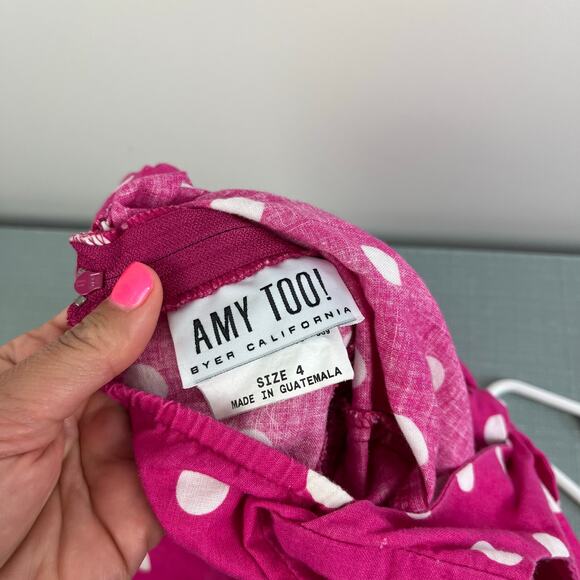 AMY TOO!
BYER CALIFORNIA
SIZE 4
MADE IN GUATEMALA